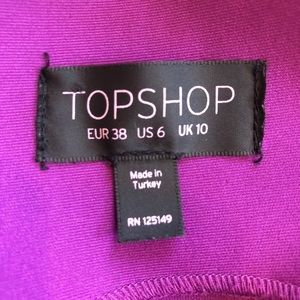 TOPSHOP
EUR 38 US 6 UK 10
Made in
Turkey
RN 125149